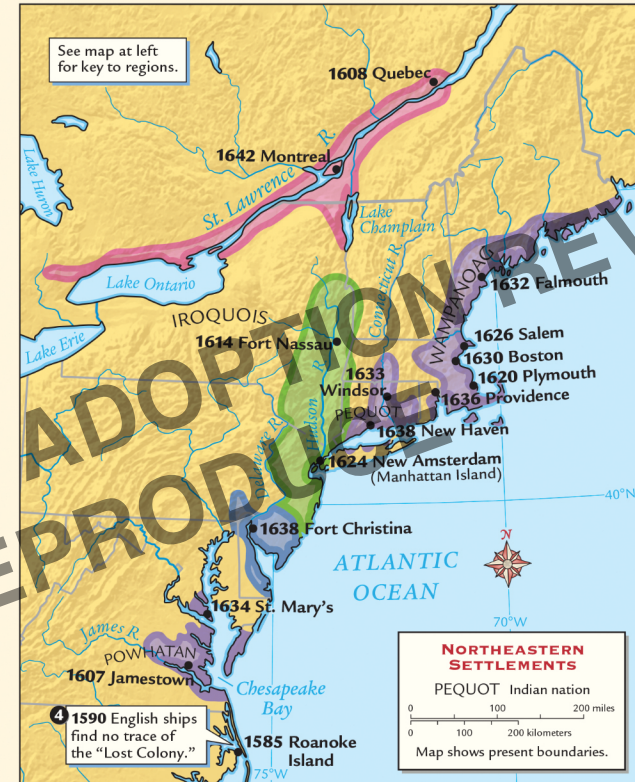 See map at left
for key to regions.
1608 Quebec
1642 Montreal
St. Lawrence R.
Lake Huron
Lake
Champlain
Lake Ontario
Connecticut R.
WAMPANOAG
1632 Falmouth
IROQUOIS
Lake Erie
1614 Fort Nassau
1626 Salem
1630 Boston
1633
Windsor
1620 Plymouth
1636 Providence
PEQUOT
Hudson R.
1638 New Haven
Delaware R.
1624 New Amsterdam
(Manhattan Island)
40°N
1638 Fort Christina
ATLANTIC
OCEAN
N
1634 St. Mary's
70°W
James R.
POWHATAN
1607 Jamestown
Chesapeake
Bay
4 1590 English ships
find no trace of
the “Lost Colony.”
1585 Roanoke
Island
75°W
NORTHEASTERN
SETTLEMENTS
PEQUOT Indian nation
0 100 200 miles
0 100 200 kilometers
Map shows present boundaries.
ADOPTION REV
EPRODUCE